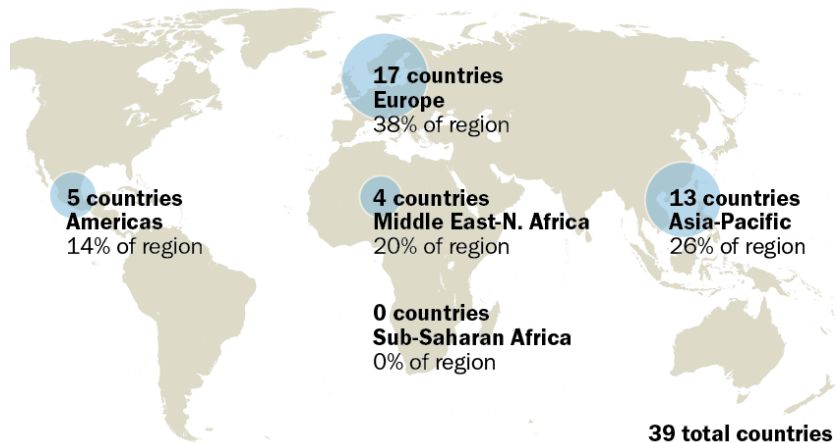 17 countries
Europe
38% of region
5 countries
Americas
14% of region
4 countries
Middle East-N. Africa
20% of region
13 countries
Asia-Pacific
26% of region
0 countries
Sub-Saharan Africa
0% of region
39 total countries